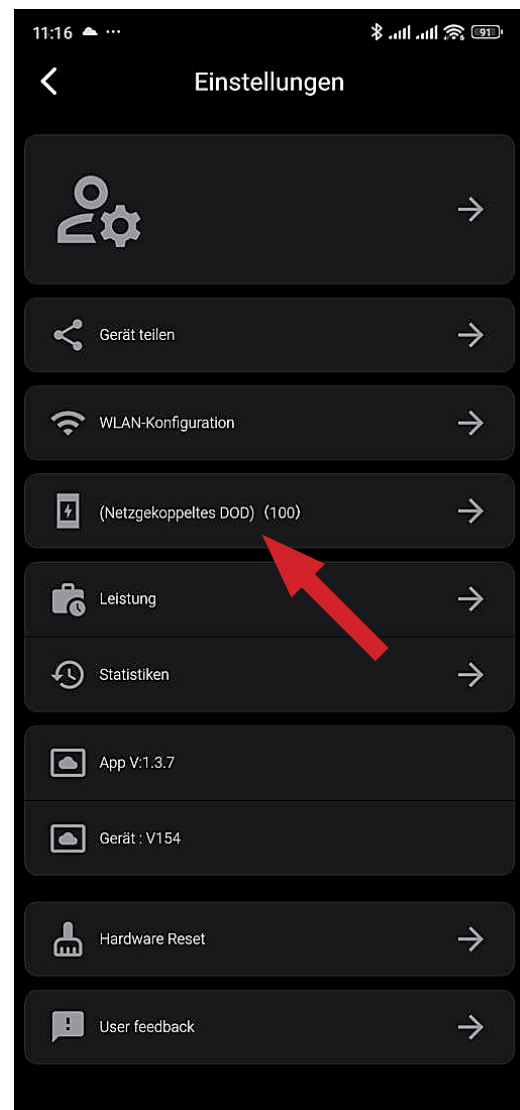 11:16 ... 91
Einstellungen
Gerät teilen
WLAN-Konfiguration
(Netzgekoppeltes DOD) (100)
Leistung
Statistiken
App V:1.3.7
Gerät : V154
Hardware Reset
User feedback